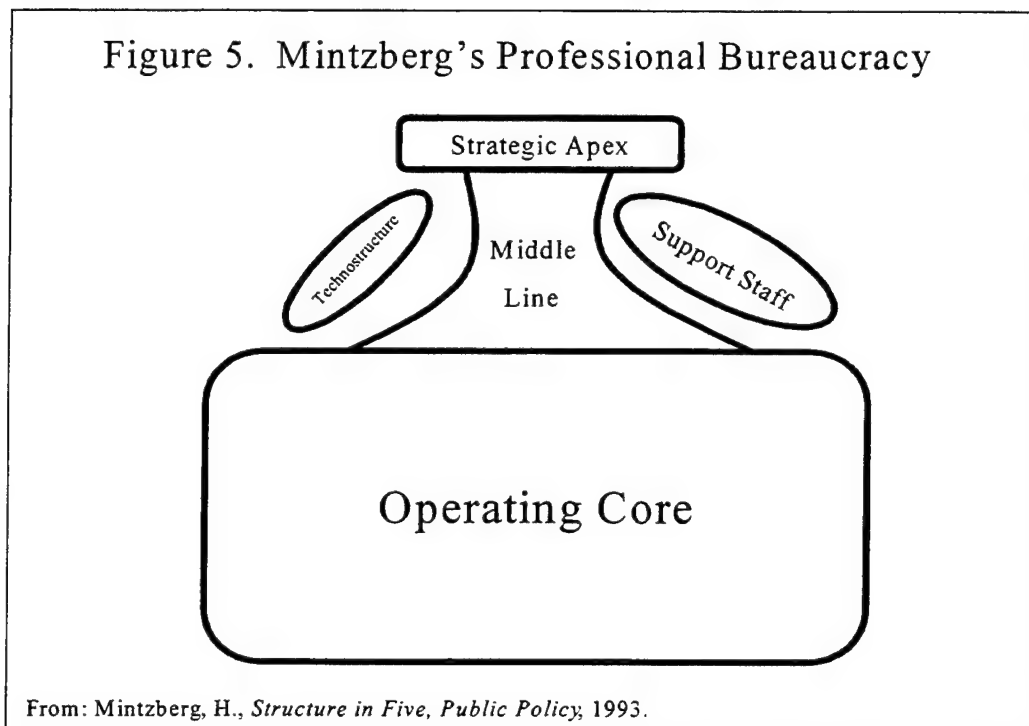 Figure 5. Mintzberg's Professional Bureaucracy
Strategic Apex
Technostructure
Middle
Line
Support Staff
Operating Core
From: Mintzberg, H., Structure in Five, Public Policy, 1993.